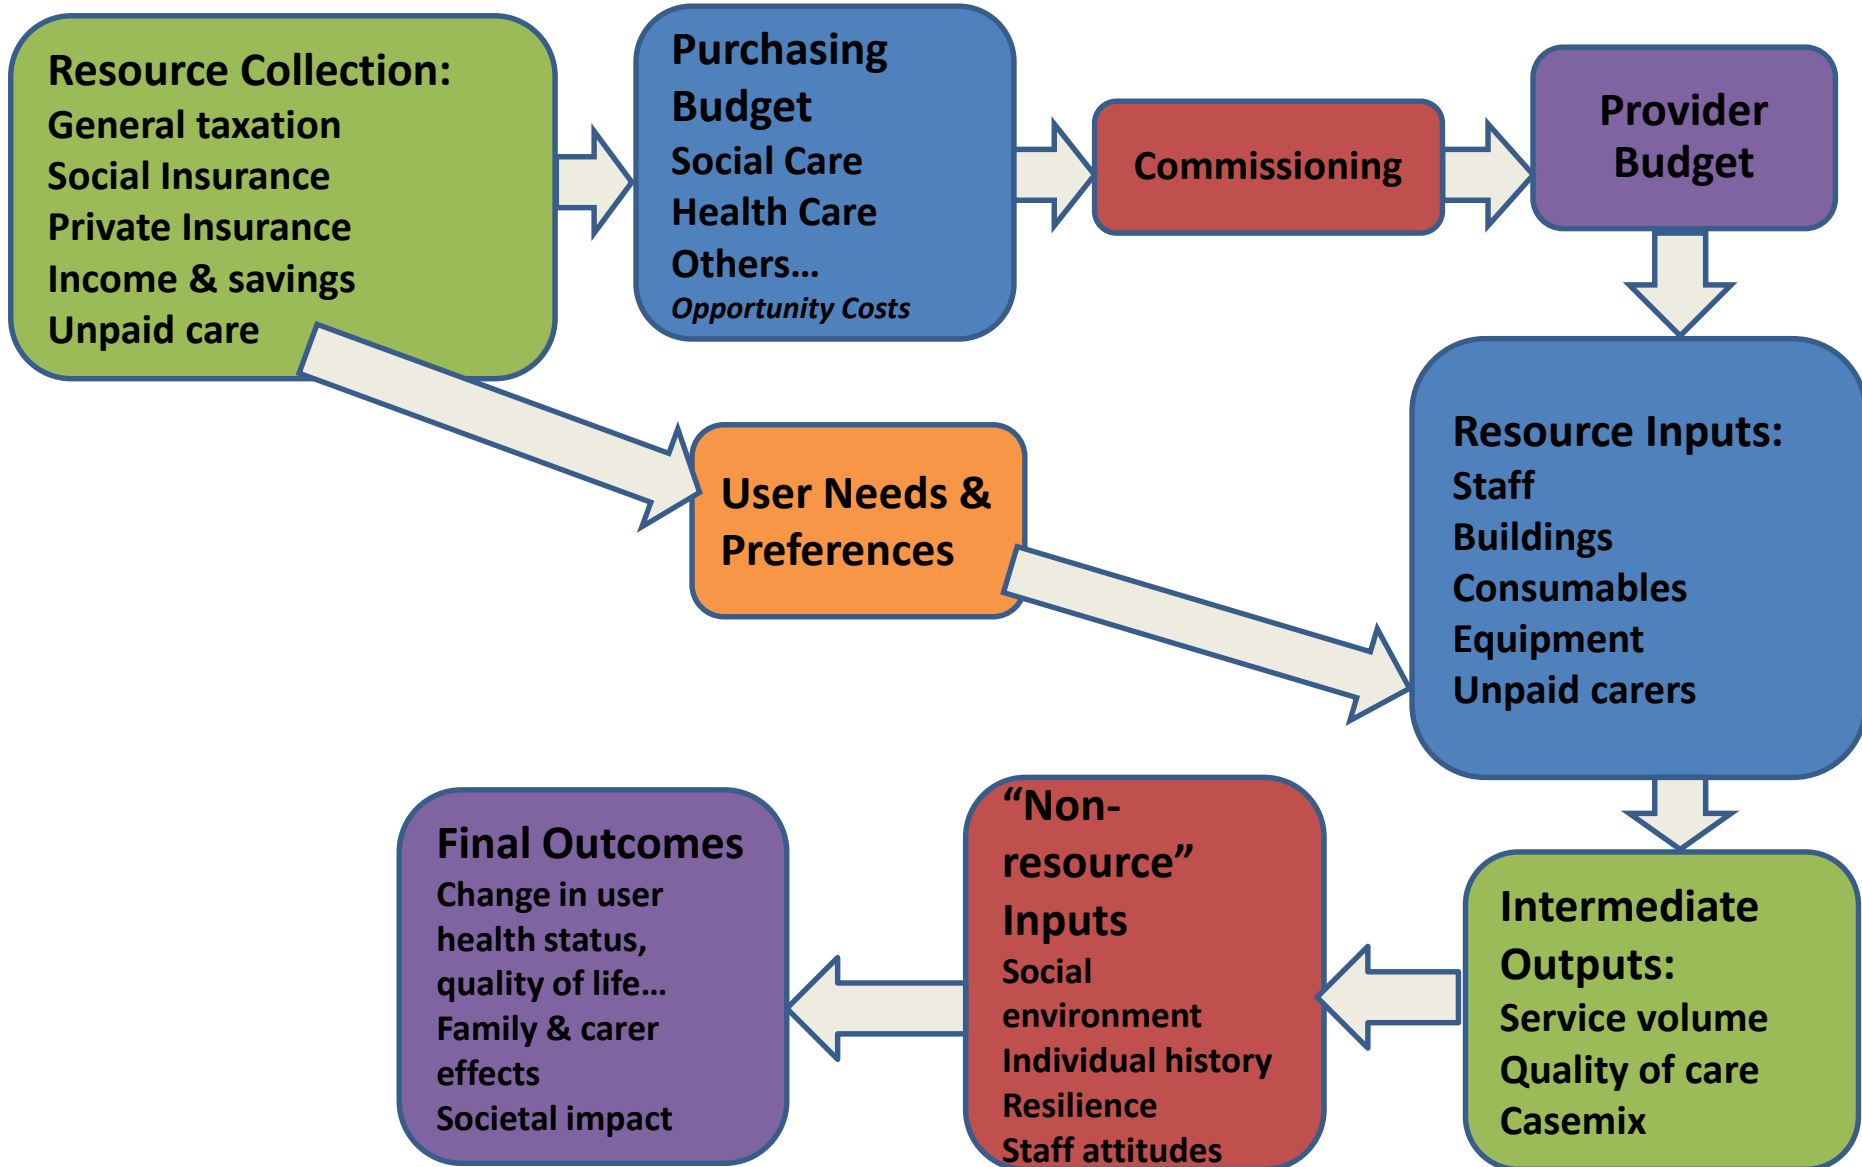 Resource Collection:
General taxation
Social Insurance
Private Insurance
Income & savings
Unpaid care
Purchasing
Budget
Social Care
Health Care
Others…
Opportunity Costs
Commissioning
Provider
Budget
User Needs &
Preferences
Resource Inputs:
Staff
Buildings
Consumables
Equipment
Unpaid carers
Intermediate
Outputs:
Service volume
Quality of care
Casemix
“Non-
resource”
Inputs
Social
environment
Individual history
Resilience
Staff attitudes
Final Outcomes
Change in user
health status,
quality of life…
Family & carer
effects
Societal impact